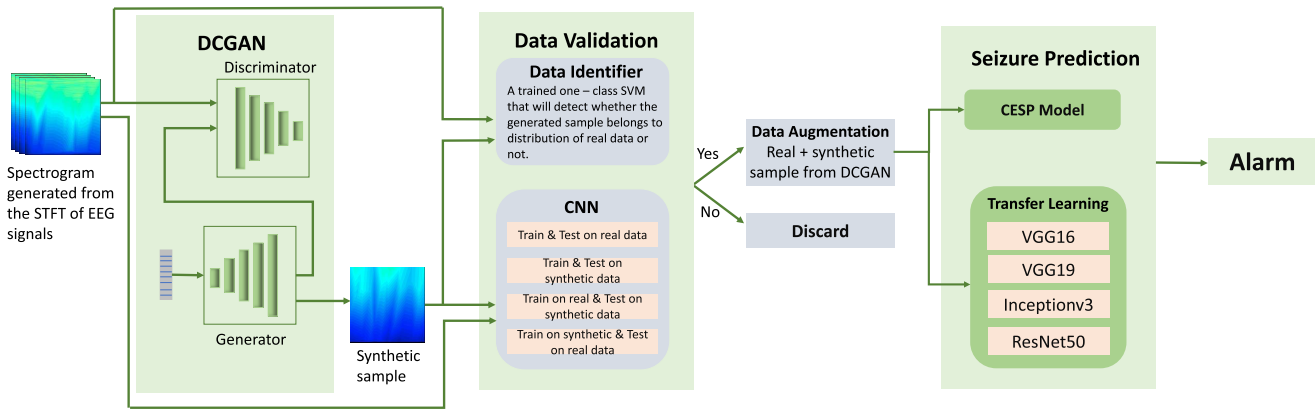 Spectrogram
generated from
the STFT of EEG
signals
DCGAN
Discriminator
Generator
Synthetic
sample
Data Validation
Data Identifier
A trained one – class SVM
that will detect whether the
generated sample belongs to
distribution of real data or
not.
CNN
Train & Test on real data
Train & Test on
synthetic data
Train on real & Test on
synthetic data
Train on synthetic & Test
on real data
Yes
No
Data Augmentation
Real + synthetic
sample from DCGAN
Discard
Seizure Prediction
CESP Model
Transfer Learning
VGG16
VGG19
Inceptionv3
ResNet50
Alarm